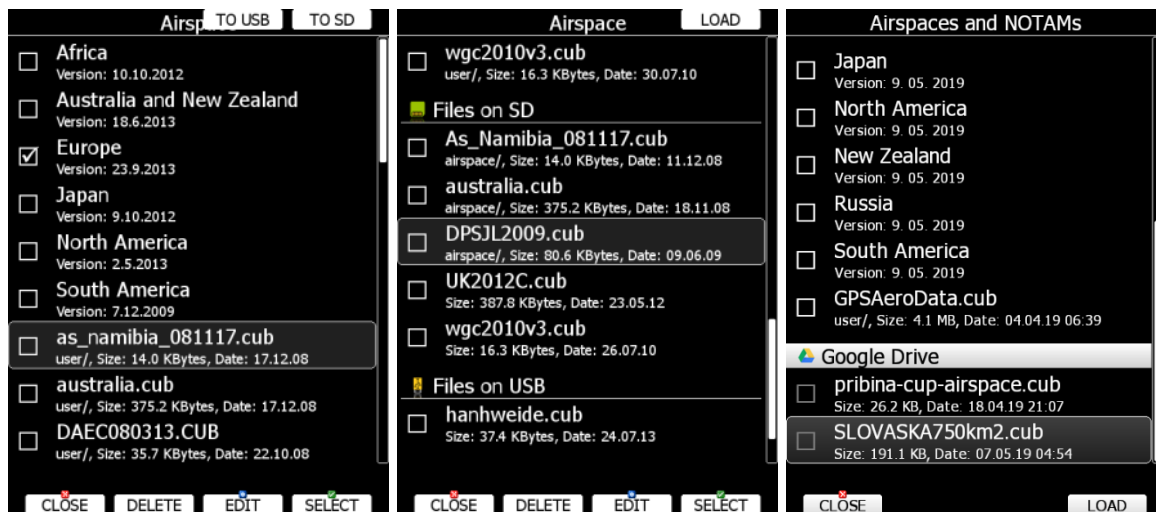 Airsp
TO USB
TO SD
Africa
Version: 10.10.2012
Australia and New Zealand
Version: 18.6.2013
Europe
Version: 23.9.2013
Japan
Version: 9.10.2012
North America
Version: 2.5.2013
South America
Version: 7.12.2009
as_namibia_081117.cub
user/, Size: 14.0 KBytes, Date: 17.12.08
australia.cub
user/, Size: 375.2 KBytes, Date: 17.12.08
DAEC080313.CUB
user/, Size: 35.7 KBytes, Date: 22.10.08
CLOSE
DELETE
EDIT
SELECT
Airspace
LOAD
wgc2010v3.cub
user/, Size: 16.3 KBytes, Date: 30.07.10
Files on SD
As_Namibia_081117.cub
airspace/, Size: 14.0 KBytes, Date: 11.12.08
australia.cub
airspace/, Size: 375.2 KBytes, Date: 18.11.08
DPSJL2009.cub
airspace/, Size: 80.6 KBytes, Date: 09.06.09
UK2012C.cub
Size: 387.8 KBytes, Date: 23.05.12
wgc2010v3.cub
Size: 16.3 KBytes, Date: 26.07.10
Files on USB
hanhweide.cub
Size: 37.4 KBytes, Date: 24.07.13
CLOSE
DELETE
EDIT
SELECT
Airspaces and NOTAMs
Japan
Version: 9. 05. 2019
North America
Version: 9. 05. 2019
New Zealand
Version: 9. 05. 2019
Russia
Version: 9. 05. 2019
South America
Version: 9. 05. 2019
GPSAeroData.cub
user/, Size: 4.1 MB, Date: 04.04.19 06:39
Google Drive
pribina-cup-airspace.cub
Size: 26.2 KB, Date: 18.04.19 21:07
SLOVASKA750km2.cub
Size: 191.1 KB, Date: 07.05.19 04:54
CLOSE
LOAD